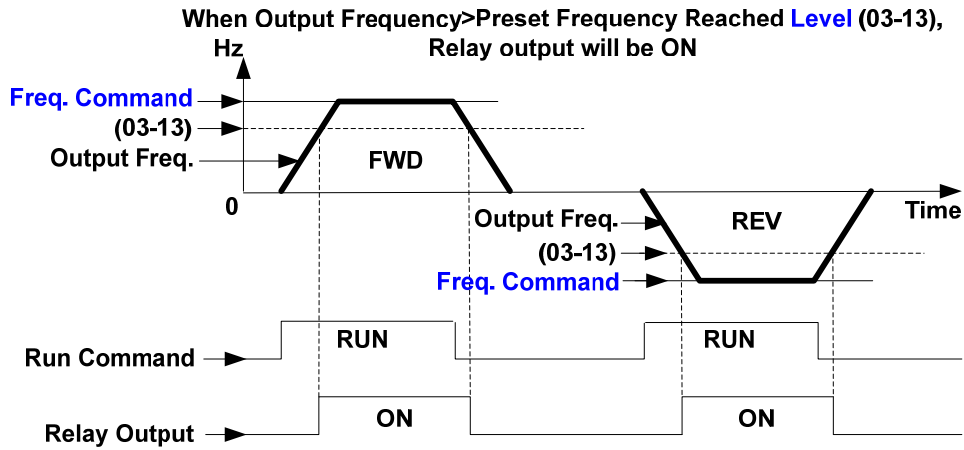 When Output Frequency>Preset Frequency Reached Level (03-13),
Relay output will be ON
Hz
Freq. Command
(03-13)
Output Freq.
FWD
0
Time
Output Freq.
REV
(03-13)
Freq. Command
RUN
RUN
Run Command
ON
ON
Relay Output